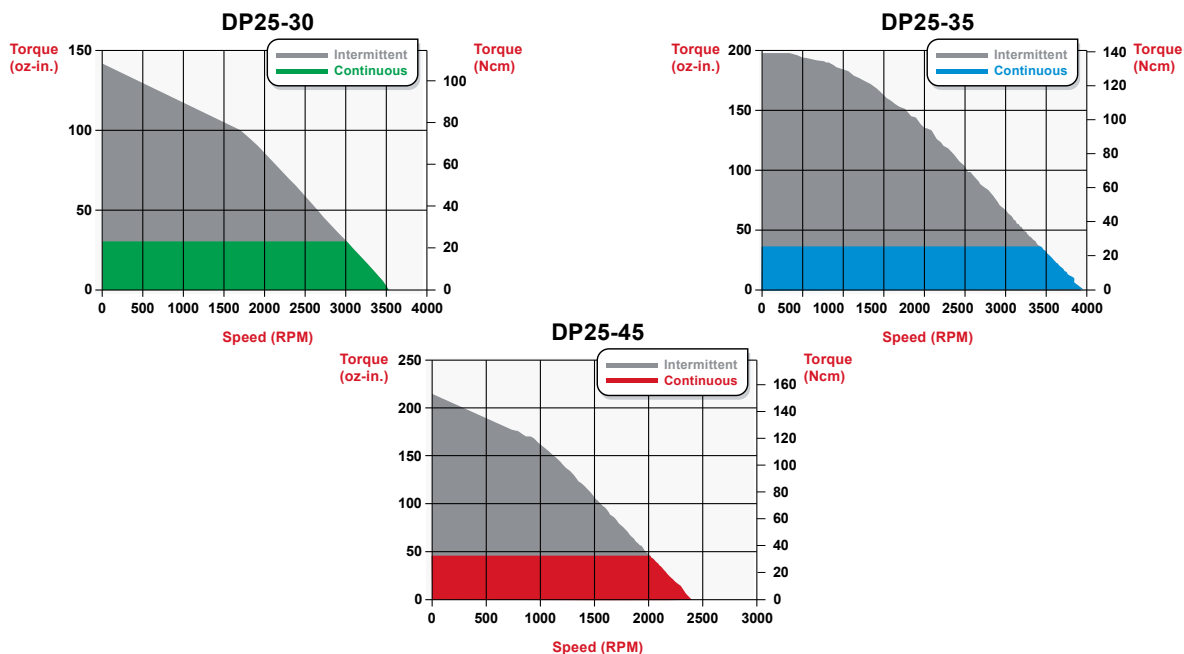 DP25-30
Torque
(oz-in.)
150
100
50
0
Intermittent
Continuous
Torque
(Ncm)
100
80
60
40
20
0
0 500 1000 1500 2000 2500 3000 3500 4000
Speed (RPM)
DP25-35
Torque
(oz-in.)
200
150
100
50
0
Intermittent
Continuous
Torque
(Ncm)
140
120
100
80
60
40
20
0
0 500 1000 1500 2000 2500 3000 3500 4000
Speed (RPM)
DP25-45
Torque
(oz-in.)
250
200
150
100
50
0
Intermittent
Continuous
Torque
(Ncm)
160
140
120
100
80
60
40
20
0
0 500 1000 1500 2000 2500 3000
Speed (RPM)